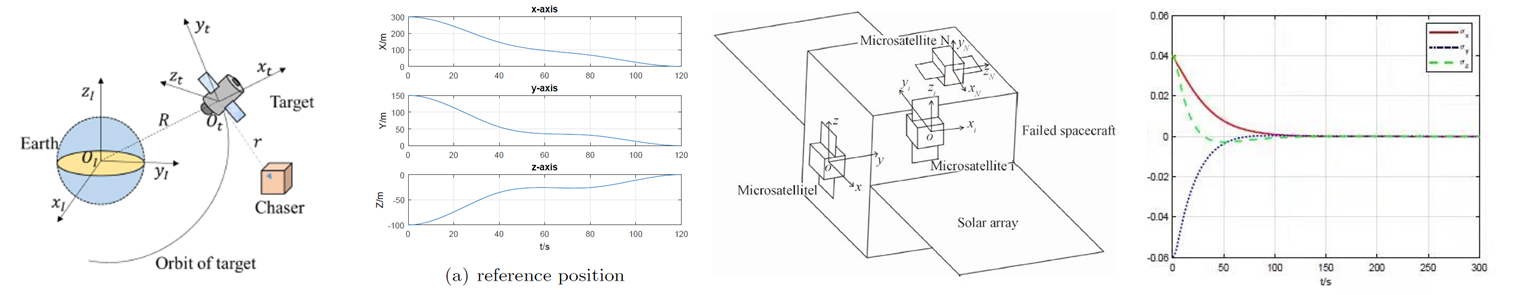 y_t
x_t
z_t
z_I
Target
R
O_t
Earth
r
O_I
y_I
x_I
Chaser
Orbit of target
x-axis
300
200
100
0
X/m
0 20 40 60 80 100 120
y-axis
150
100
50
0
Y/m
0 20 40 60 80 100 120
z-axis
0
-50
-100
Z/m
0 20 40 60 80 100 120
t/s
(a) reference position
Microsatellite N
y_N
z_N
x_N
y_i
z_i
x_i
o
Failed spacecraft
z
y
o
Microsatellite i
Microsatellitel
x
Solar array
0.06
0.04
0.02
0
-0.02
-0.04
-0.06
σ_x
σ_y
σ_z
0 50 100 150 200 250 300
t/s